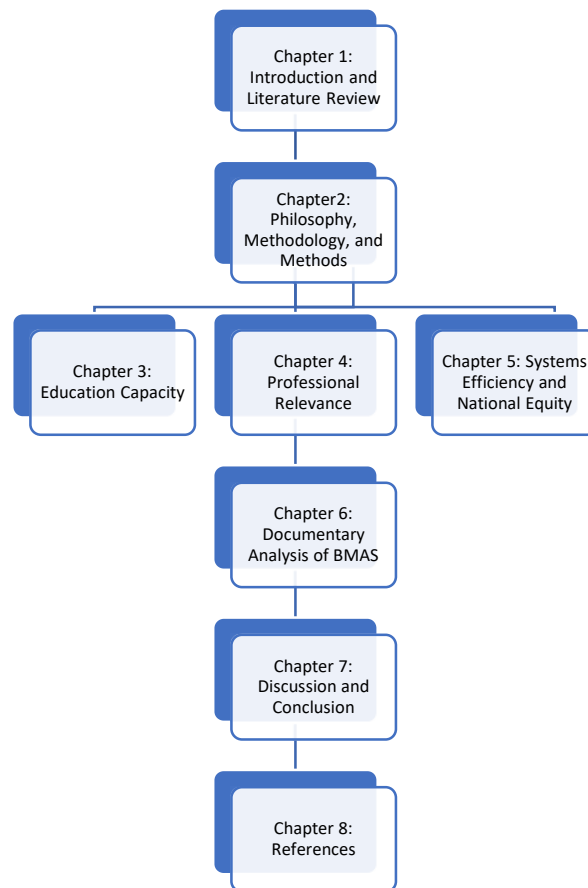 Chapter 1:
Introduction and
Literature Review
Chapter2:
Philosophy,
Methodology, and
Methods
Chapter 3:
Education Capacity
Chapter 4:
Professional
Relevance
Chapter 5: Systems
Efficiency and
National Equity
Chapter 6:
Documentary
Analysis of BMAS
Chapter 7:
Discussion and
Conclusion
Chapter 8:
References